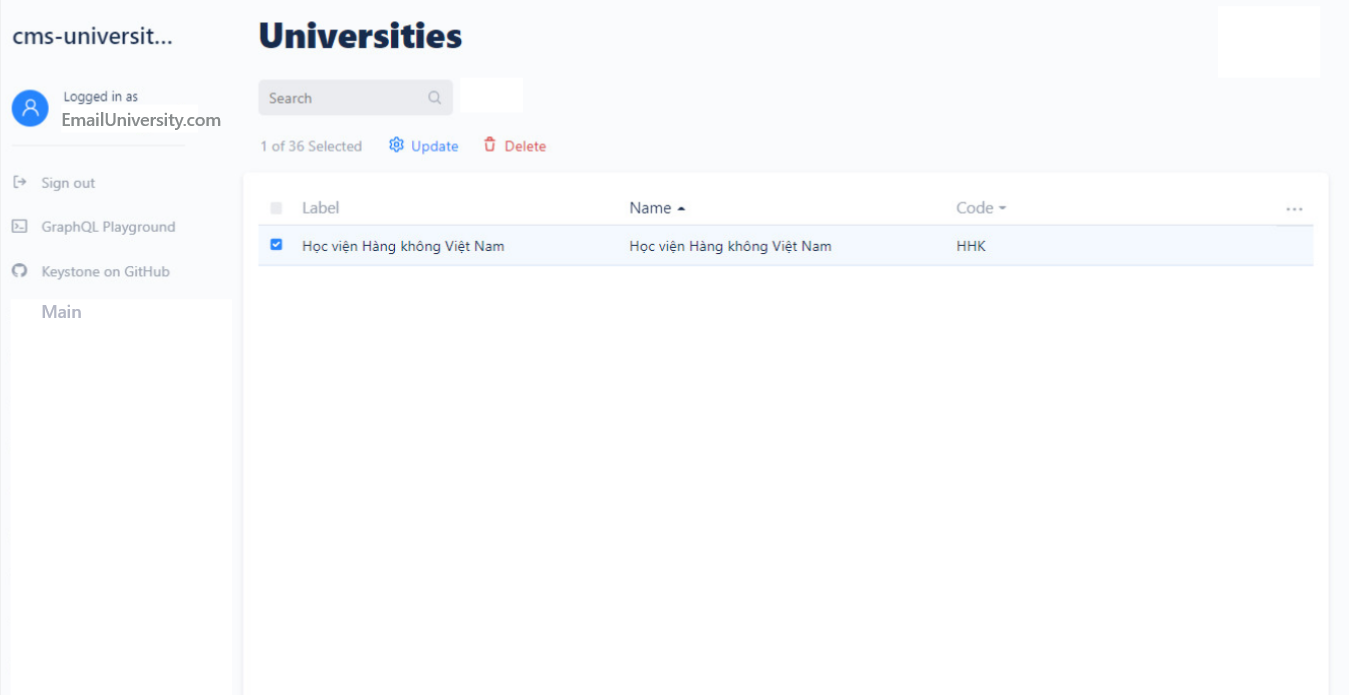 cms-universit...
Logged in as
EmailUniversity.com
Sign out
GraphQL Playground
Keystone on GitHub
Main
Universities
Search
1 of 36 Selected Update Delete
Label Name Code ...
Học viện Hàng không Việt Nam Học viện Hàng không Việt Nam HHK